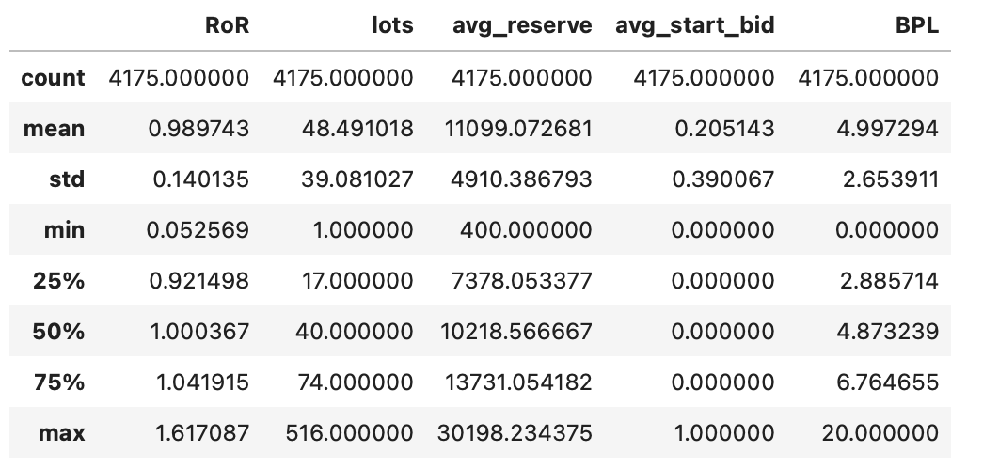 RoR lots avg_reserve avg_start_bid BPL
count 4175.000000 4175.000000 4175.000000 4175.000000 4175.000000
mean 0.989743 48.491018 11099.072681 0.205143 4.997294
std 0.140135 39.081027 4910.386793 0.390067 2.653911
min 0.052569 1.000000 400.000000 0.000000 0.000000
25% 0.921498 17.000000 7378.053377 0.000000 2.885714
50% 1.000367 40.000000 10218.566667 0.000000 4.873239
75% 1.041915 74.000000 13731.054182 0.000000 6.764655
max 1.617087 516.000000 30198.234375 1.000000 20.000000